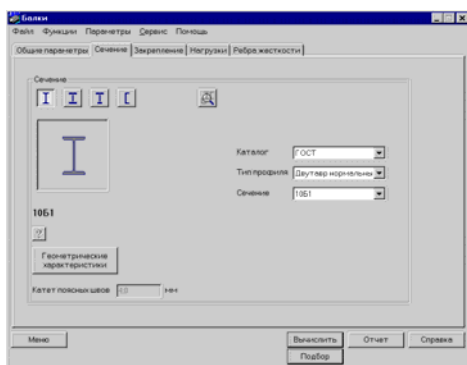 Балки
Файл Функции Параметры Сервис Помощь
Общие параметры Сечение Закрепление Нагрузки Ребра жесткости
Сечение
Каталог ГОСТ
Тип профиля Двутавр нормальны
Сечение 10Б1
10Б1
?
Геометрические
характеристики
Катет поясных швов мм
Меню Вычислить Отчет Справка
Подбор